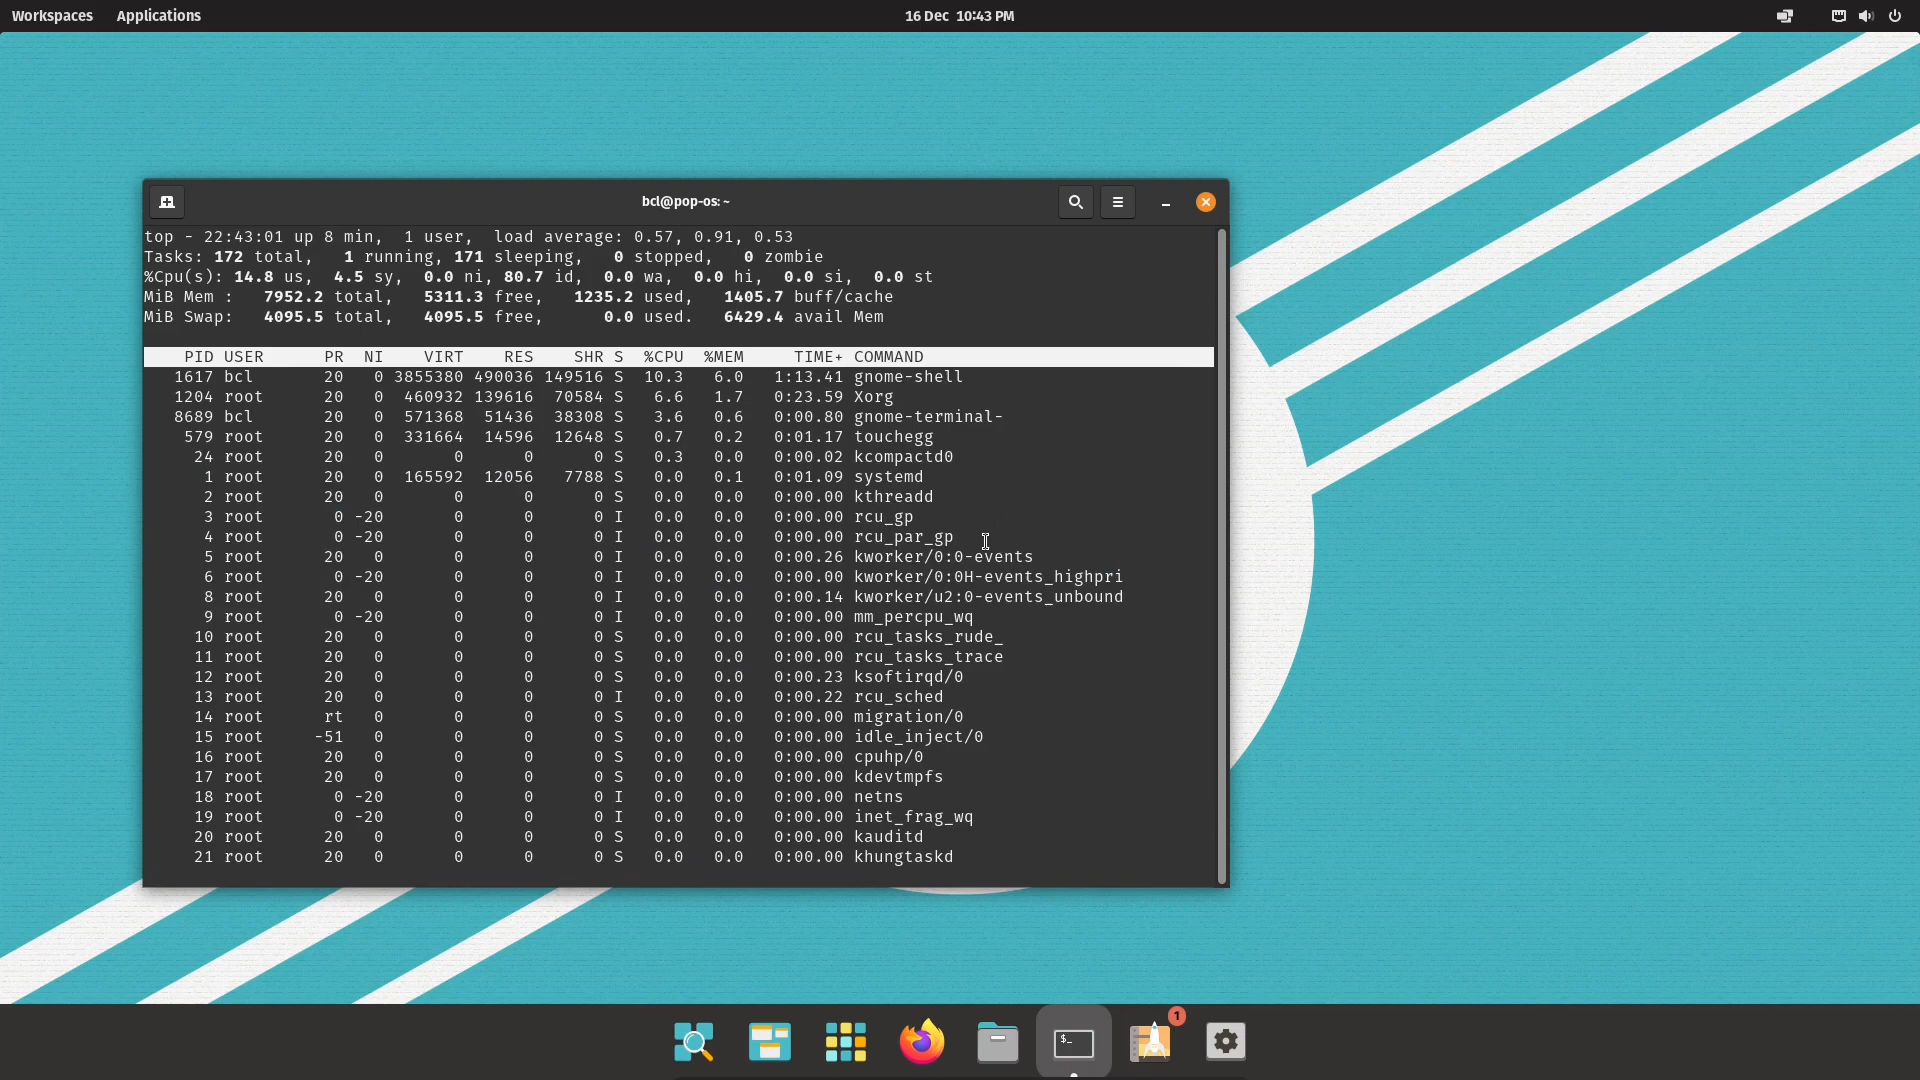 Workspaces Applications 16 Dec 10:43 PM
bcl@pop-os: ~
top - 22:43:01 up 8 min,  1 user,  load average: 0.57, 0.91, 0.53
Tasks: 172 total,   1 running, 171 sleeping,   0 stopped,   0 zombie
%Cpu(s): 14.8 us,  4.5 sy,  0.0 ni, 80.7 id,  0.0 wa,  0.0 hi,  0.0 si,  0.0 st
MiB Mem :   7952.2 total,   5311.3 free,   1235.2 used,   1405.7 buff/cache
MiB Swap:   4095.5 total,   4095.5 free,      0.0 used.   6429.4 avail Mem
PID USER PR NI VIRT RES SHR S %CPU %MEM TIME+ COMMAND
1617 bcl 20 0 3855380 490036 149516 S 10.3 6.0 1:13.41 gnome-shell
1204 root 20 0 460932 139616 70584 S 6.6 1.7 0:23.59 Xorg
8689 bcl 20 0 571368 51436 38308 S 3.6 0.6 0:00.80 gnome-terminal-
579 root 20 0 331664 14596 12648 S 0.7 0.2 0:01.17 touchegg
24 root 20 0 0 0 0 S 0.3 0.0 0:00.02 kcompactd0
1 root 20 0 165592 12056 7788 S 0.0 0.1 0:01.09 systemd
2 root 20 0 0 0 0 S 0.0 0.0 0:00.00 kthreadd
3 root 0 -20 0 0 0 I 0.0 0.0 0:00.00 rcu_gp
4 root 0 -20 0 0 0 I 0.0 0.0 0:00.00 rcu_par_gp
5 root 20 0 0 0 0 I 0.0 0.0 0:00.26 kworker/0:0-events
6 root 0 -20 0 0 0 I 0.0 0.0 0:00.00 kworker/0:0H-events_highpri
8 root 20 0 0 0 0 I 0.0 0.0 0:00.14 kworker/u2:0-events_unbound
9 root 0 -20 0 0 0 I 0.0 0.0 0:00.00 mm_percpu_wq
10 root 20 0 0 0 0 S 0.0 0.0 0:00.00 rcu_tasks_rude_
11 root 20 0 0 0 0 S 0.0 0.0 0:00.00 rcu_tasks_trace
12 root 20 0 0 0 0 S 0.0 0.0 0:00.23 ksoftirqd/0
13 root 20 0 0 0 0 I 0.0 0.0 0:00.22 rcu_sched
14 root rt 0 0 0 0 S 0.0 0.0 0:00.00 migration/0
15 root -51 0 0 0 0 S 0.0 0.0 0:00.00 idle_inject/0
16 root 20 0 0 0 0 S 0.0 0.0 0:00.00 cpuhp/0
17 root 20 0 0 0 0 S 0.0 0.0 0:00.00 kdevtmpfs
18 root 0 -20 0 0 0 I 0.0 0.0 0:00.00 netns
19 root 0 -20 0 0 0 I 0.0 0.0 0:00.00 inet_frag_wq
20 root 20 0 0 0 0 S 0.0 0.0 0:00.00 kauditd
21 root 20 0 0 0 0 S 0.0 0.0 0:00.00 khungtaskd
$_
1